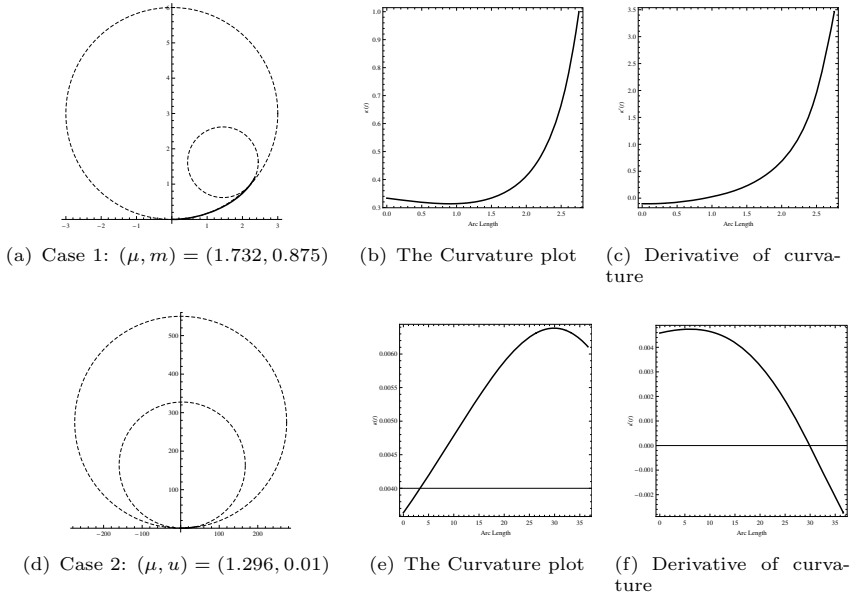 6
5
4
3
2
1
−3 −2 −1 0 1 2 3
1.0
0.9
0.8
0.7
0.6
0.5
0.4
0.3
0.0 0.5 1.0 1.5 2.0 2.5
Arc Length
κ(t)
3.5
3.0
2.5
2.0
1.5
1.0
0.5
0.0
0.0 0.5 1.0 1.5 2.0 2.5
Arc Length
κ'(t)
(a) Case 1: (μ, m) = (1.732, 0.875)
(b) The Curvature plot
(c) Derivative of curva-
ture
500
400
300
200
100
−200 −100 0 100 200
0.0060
0.0055
0.0050
0.0045
0.0040
0 5 10 15 20 25 30 35
Arc Length
κ(t)
0.004
0.003
0.002
0.001
0.000
−0.001
−0.002
0 5 10 15 20 25 30 35
Arc Length
κ'(t)
(d) Case 2: (μ, u) = (1.296, 0.01)
(e) The Curvature plot
(f) Derivative of curva-
ture